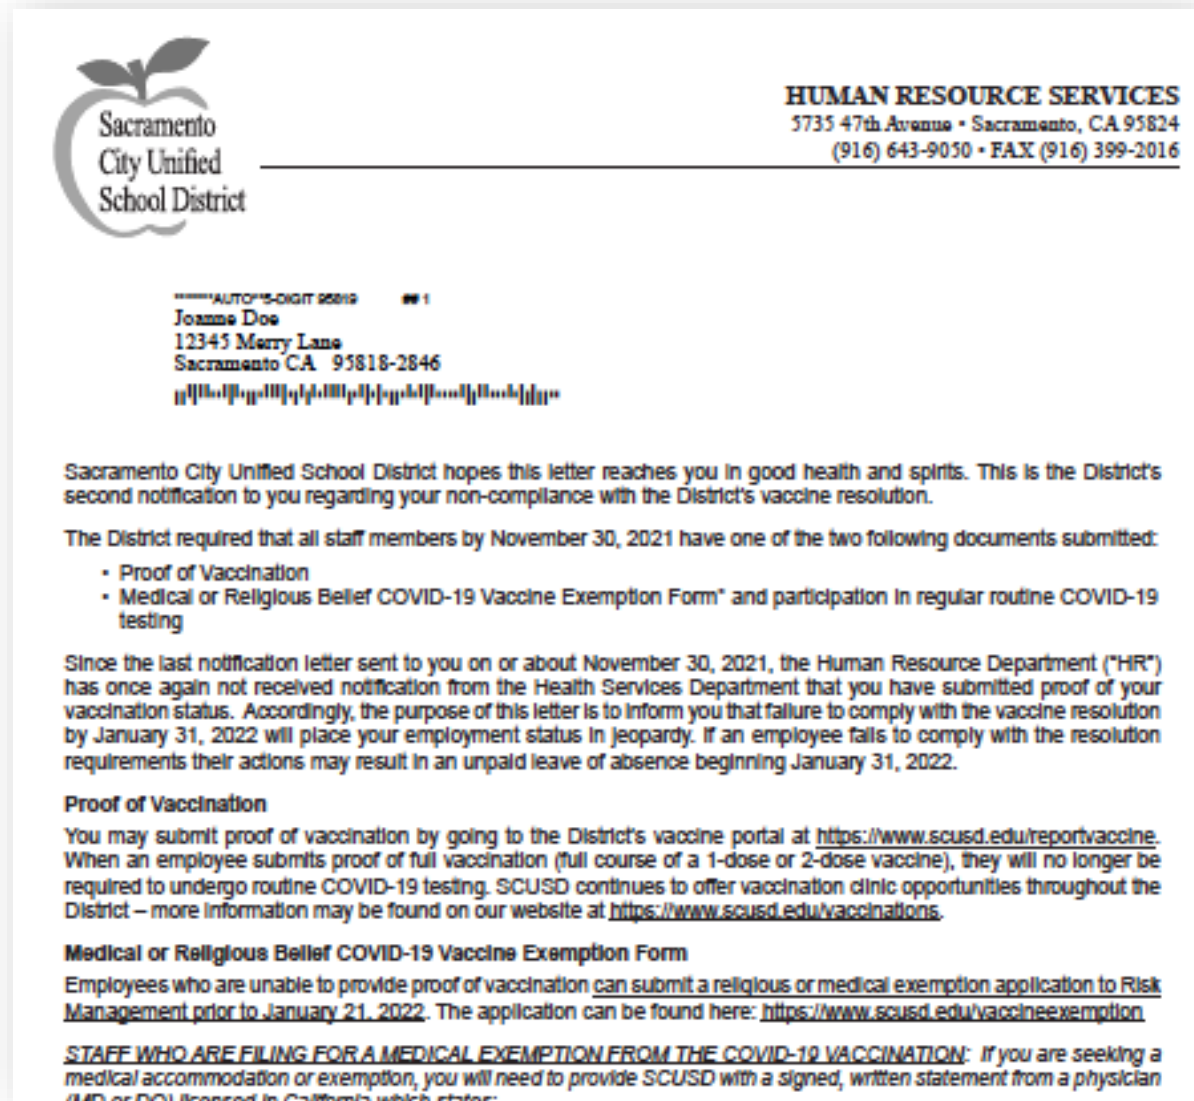 Sacramento
City Unified
School District
HUMAN RESOURCE SERVICES
5735 47th Avenue • Sacramento, CA 95824
(916) 643-9050 • FAX (916) 399-2016
********AUTO**5-DIGIT 95819 ## 1
Joanne Doe
12345 Merry Lane
Sacramento CA 95818-2846
Sacramento City Unified School District hopes this letter reaches you in good health and spirits. This is the District's
second notification to you regarding your non-compliance with the District's vaccine resolution.
The District required that all staff members by November 30, 2021 have one of the two following documents submitted:
• Proof of Vaccination
• Medical or Religious Belief COVID-19 Vaccine Exemption Form* and participation in regular routine COVID-19
testing
Since the last notification letter sent to you on or about November 30, 2021, the Human Resource Department ("HR")
has once again not received notification from the Health Services Department that you have submitted proof of your
vaccination status. Accordingly, the purpose of this letter is to inform you that failure to comply with the vaccine resolution
by January 31, 2022 will place your employment status in jeopardy. If an employee fails to comply with the resolution
requirements their actions may result in an unpaid leave of absence beginning January 31, 2022.
Proof of Vaccination
You may submit proof of vaccination by going to the District's vaccine portal at https://www.scusd.edu/reportvaccine.
When an employee submits proof of full vaccination (full course of a 1-dose or 2-dose vaccine), they will no longer be
required to undergo routine COVID-19 testing. SCUSD continues to offer vaccination clinic opportunities throughout the
District – more information may be found on our website at https://www.scusd.edu/vaccinations.
Medical or Religious Belief COVID-19 Vaccine Exemption Form
Employees who are unable to provide proof of vaccination can submit a religious or medical exemption application to Risk
Management prior to January 21, 2022. The application can be found here: https://www.scusd.edu/vaccineexemption
STAFF WHO ARE FILING FOR A MEDICAL EXEMPTION FROM THE COVID-19 VACCINATION: If you are seeking a
medical accommodation or exemption, you will need to provide SCUSD with a signed, written statement from a physician
(MD or DO) licensed in California which states: